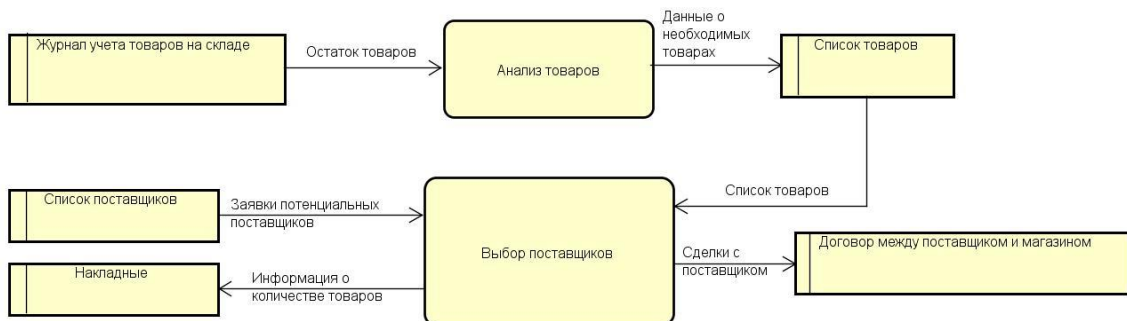 Журнал учета товаров на складе
Остаток товаров
Анализ товаров
Данные о
необходимых
товарах
Список товаров
Список поставщиков
Заявки потенциальных
поставщиков
Выбор поставщиков
Список товаров
Сделки с
поставщиком
Договор между поставщиком и магазином
Накладные
Информация о
количестве товаров